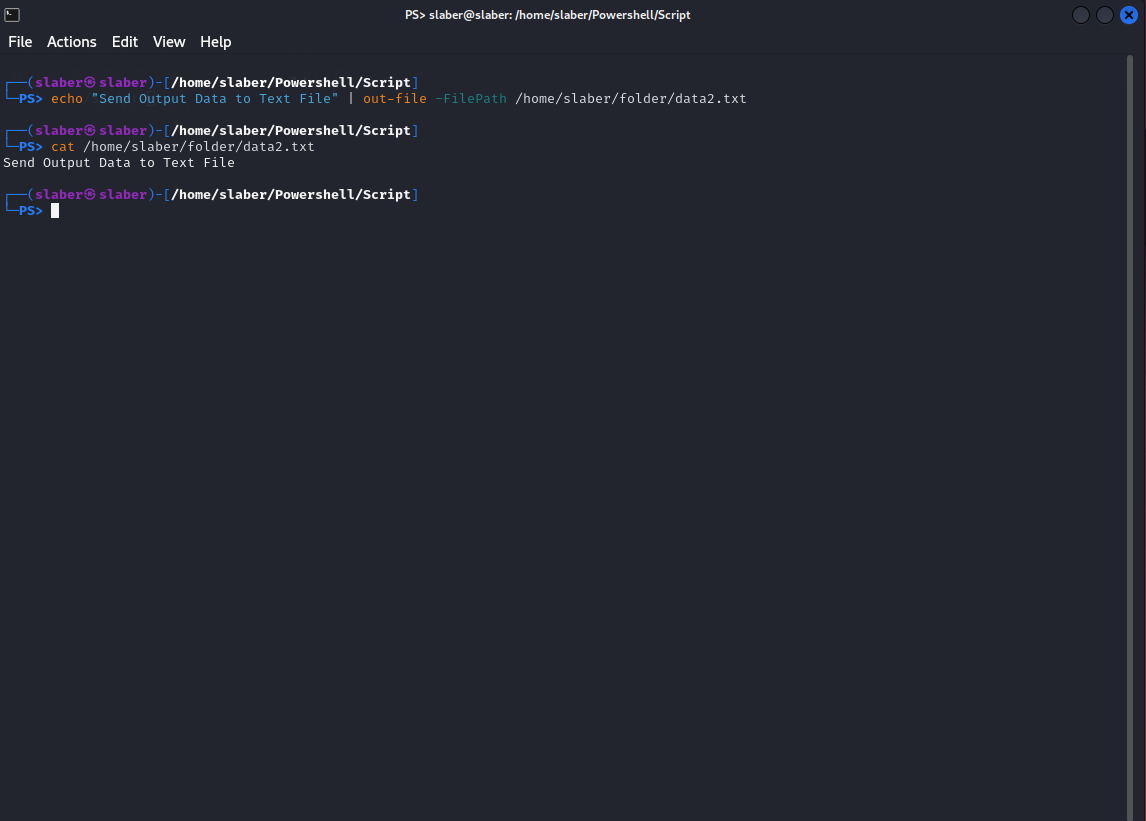 PS> slaber@slaber: /home/slaber/Powershell/Script
File Actions Edit View Help
┌──(slaber㉿slaber)-[/home/slaber/Powershell/Script]
└─PS> echo "Send Output Data to Text File" | out-file -FilePath /home/slaber/folder/data2.txt
┌──(slaber㉿slaber)-[/home/slaber/Powershell/Script]
└─PS> cat /home/slaber/folder/data2.txt
Send Output Data to Text File
┌──(slaber㉿slaber)-[/home/slaber/Powershell/Script]
└─PS>